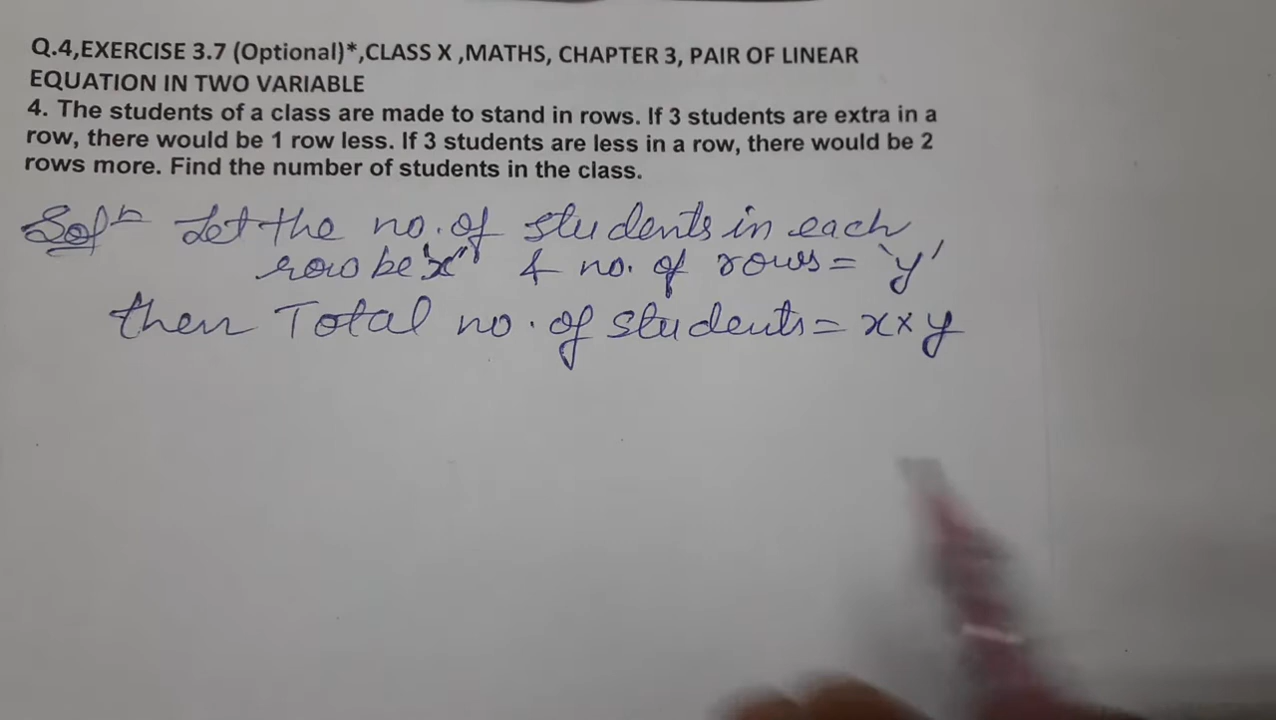 Q.4,EXERCISE 3.7 (Optional)*,CLASS X ,MATHS, CHAPTER 3, PAIR OF LINEAR
EQUATION IN TWO VARIABLE
4. The students of a class are made to stand in rows. If 3 students are extra in a
row, there would be 1 row less. If 3 students are less in a row, there would be 2
rows more. Find the number of students in the class.
Solⁿ Let the no. of students in each
row be 'x' & no. of rows = 'y'
then Total no. of students = x × y